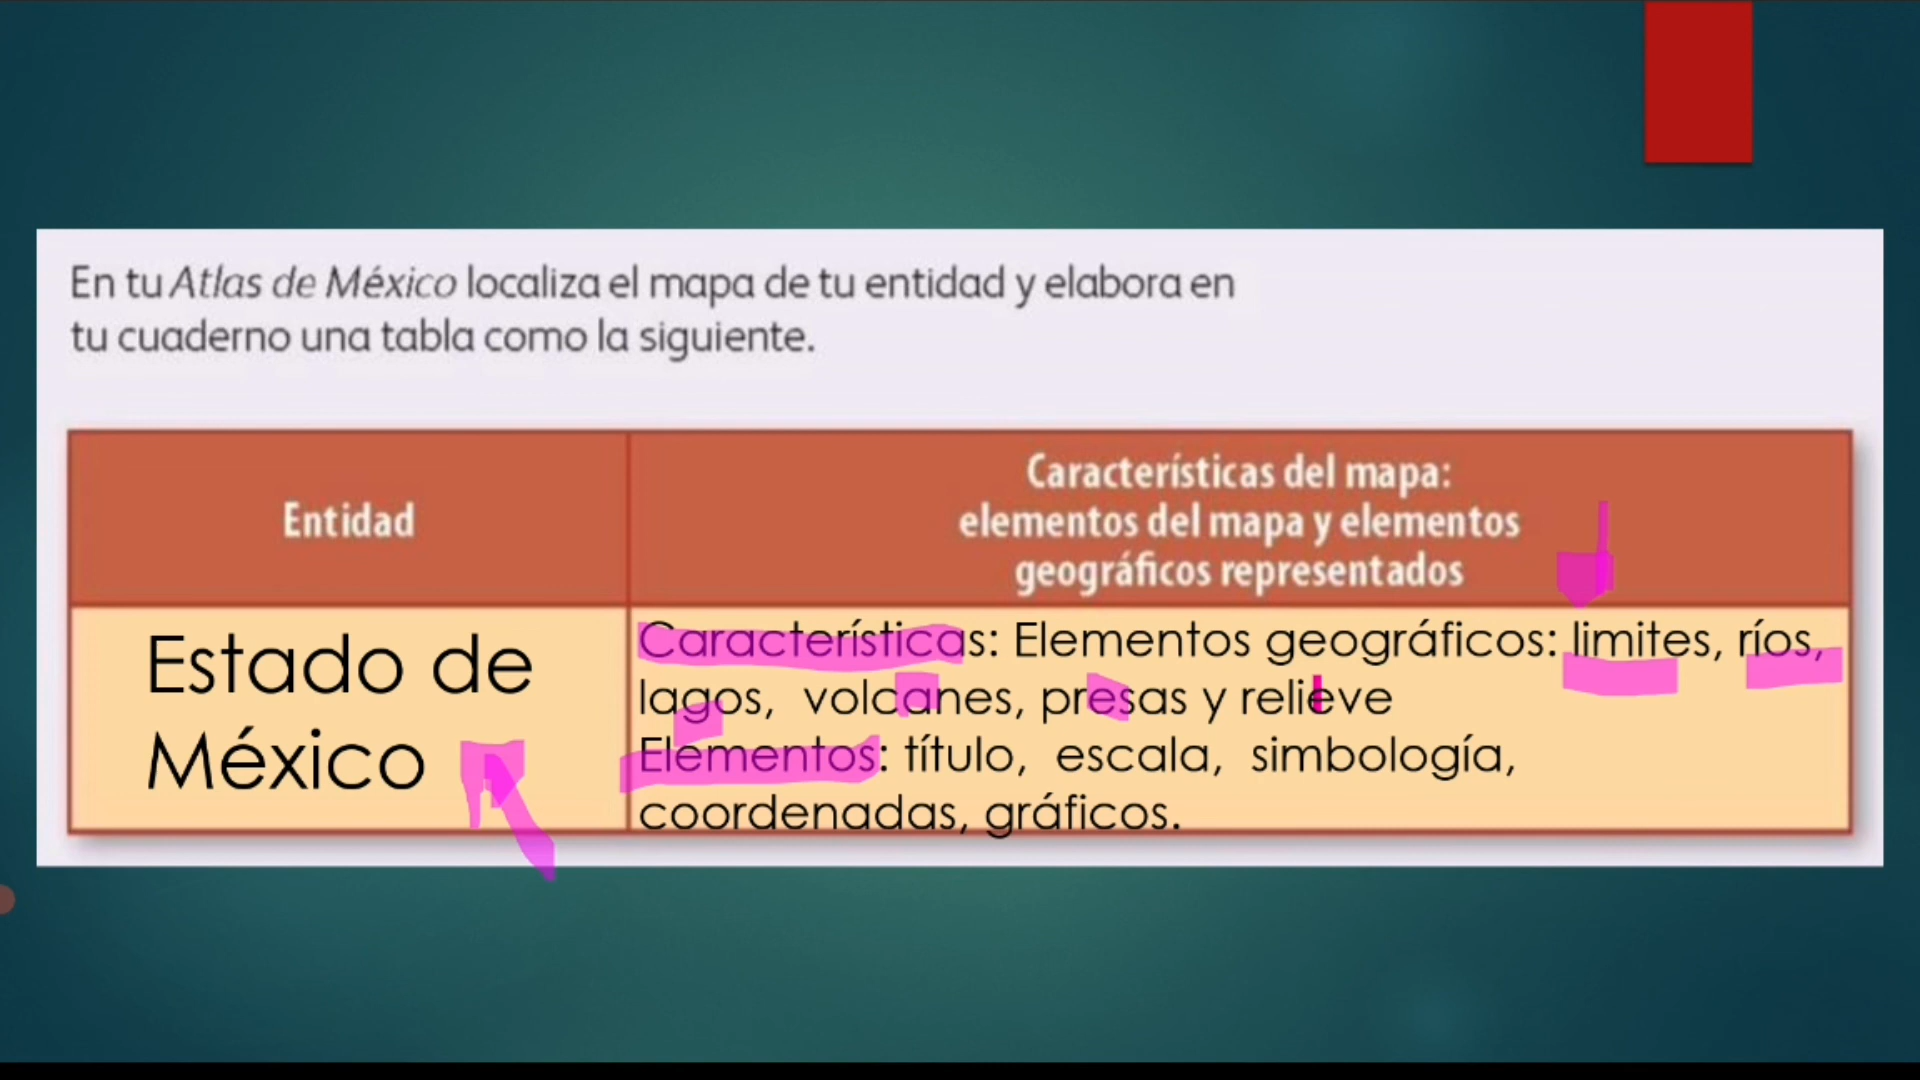 En tu Atlas de México localiza el mapa de tu entidad y elabora en
tu cuaderno una tabla como la siguiente.
Entidad
Características del mapa:
elementos del mapa y elementos
geográficos representados
Estado de
México
Características: Elementos geográficos: limites, ríos,
lagos, volcanes, presas y relieve
Elementos: título, escala, simbología,
coordenadas, gráficos.